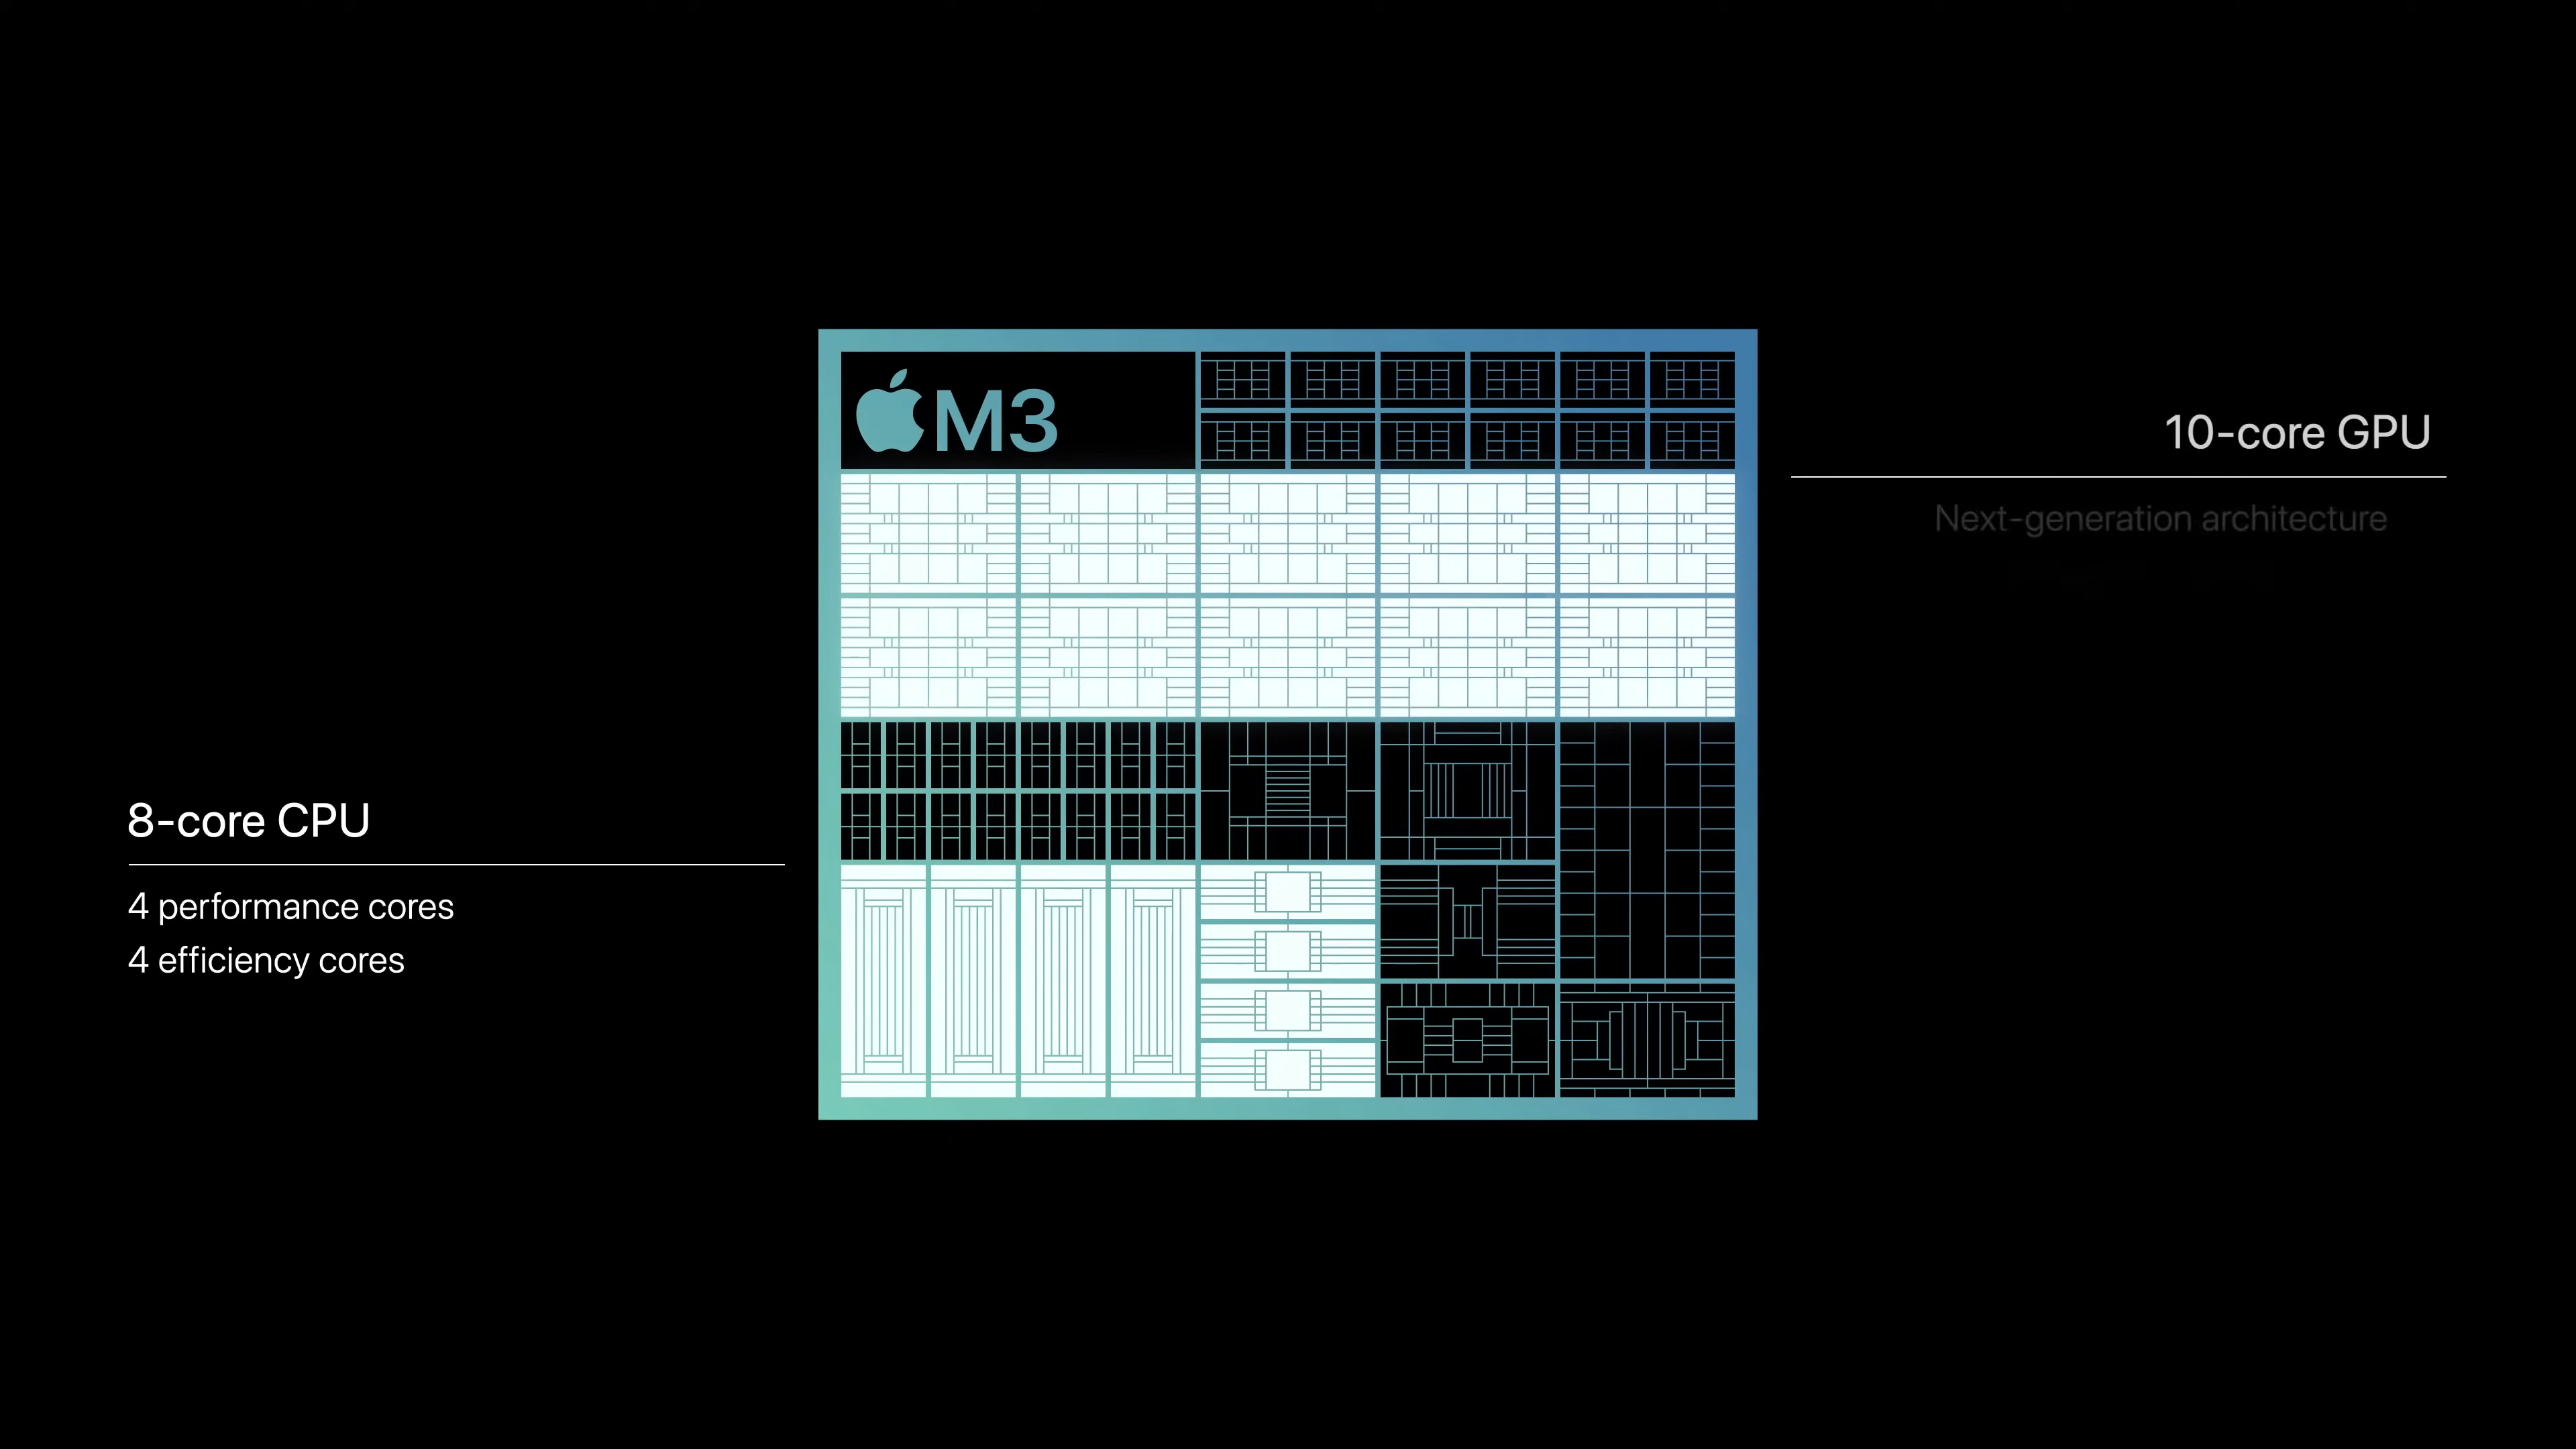 M3
10-core GPU
Next-generation architecture
8-core CPU
4 performance cores
4 efficiency cores